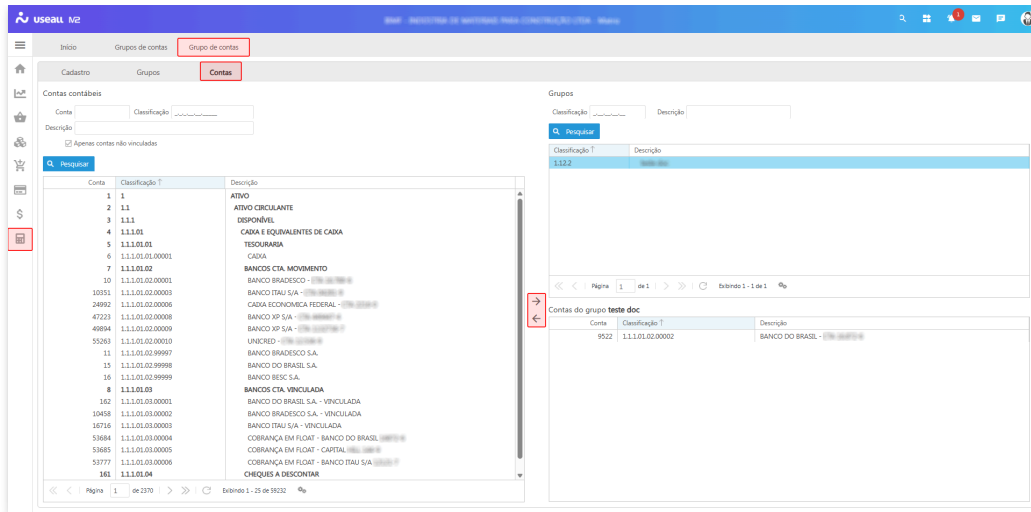 useall M2
1
Início Grupos de contas Grupo de contas
Cadastro Grupos Contas
Contas contábeis
Conta Classificação _._._.__.__._____
Descrição
Apenas contas não vinculadas
Pesquisar
Conta Classificação ↑ Descrição
1 1 ATIVO
2 1.1 ATIVO CIRCULANTE
3 1.1.1 DISPONÍVEL
4 1.1.1.01 CAIXA E EQUIVALENTES DE CAIXA
5 1.1.1.01.01 TESOURARIA
6 1.1.1.01.01.00001 CAIXA
7 1.1.1.01.02 BANCOS CTA. MOVIMENTO
10 1.1.1.01.02.00001 BANCO BRADESCO -
10351 1.1.1.01.02.00003 BANCO ITAU S/A -
24992 1.1.1.01.02.00006 CAIXA ECONOMICA FEDERAL -
47223 1.1.1.01.02.00008 BANCO XP S/A -
49894 1.1.1.01.02.00009 BANCO XP S/A -
55263 1.1.1.01.02.00010 UNICRED -
11 1.1.1.01.02.99997 BANCO BRADESCO S.A.
15 1.1.1.01.02.99998 BANCO DO BRASIL S.A.
16 1.1.1.01.02.99999 BANCO BESC S.A.
8 1.1.1.01.03 BANCOS CTA. VINCULADA
162 1.1.1.01.03.00001 BANCO DO BRASIL S.A. - VINCULADA
10458 1.1.1.01.03.00002 BANCO BRADESCO S.A. - VINCULADA
16716 1.1.1.01.03.00003 BANCO ITAU S/A - VINCULADA
53684 1.1.1.01.03.00004 COBRANÇA EM FLOAT - BANCO DO BRASIL
53685 1.1.1.01.03.00005 COBRANÇA EM FLOAT - CAPITAL
53777 1.1.1.01.03.00006 COBRANÇA EM FLOAT - BANCO ITAU S/A
161 1.1.1.01.04 CHEQUES A DESCONTAR
Página 1 de 2370 Exibindo 1 - 25 de 59232
Grupos
Classificação _._.__.__.__ Descrição
Pesquisar
Classificação ↑ Descrição
1.12.2
Página 1 de 1 Exibindo 1 - 1 de 1
Contas do grupo teste doc
Conta Classificação ↑ Descrição
9522 1.1.1.01.02.00002 BANCO DO BRASIL -